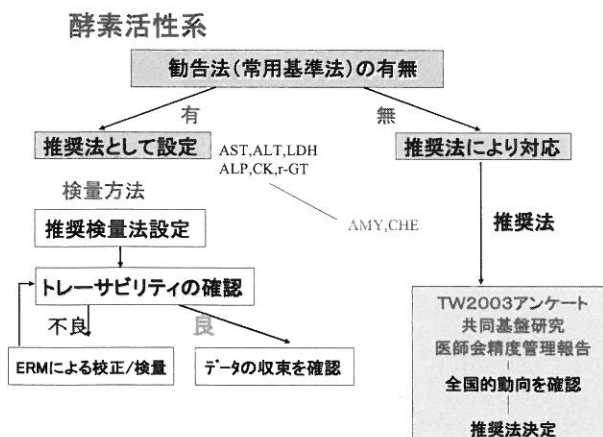 酵素活性系
勧告法(常用基準法)の有無
有
無
推奨法として設定
AST,ALT,LDH
ALP,CK,r-GT
推奨法により対応
検量方法
AMY,CHE
推奨検量法設定
推奨法
トレーサビリティの確認
不良
良
ERMによる校正/検量
データの収束を確認
TW2003アンケート
共同基盤研究
医師会精度管理報告
全国的動向を確認
推奨法決定